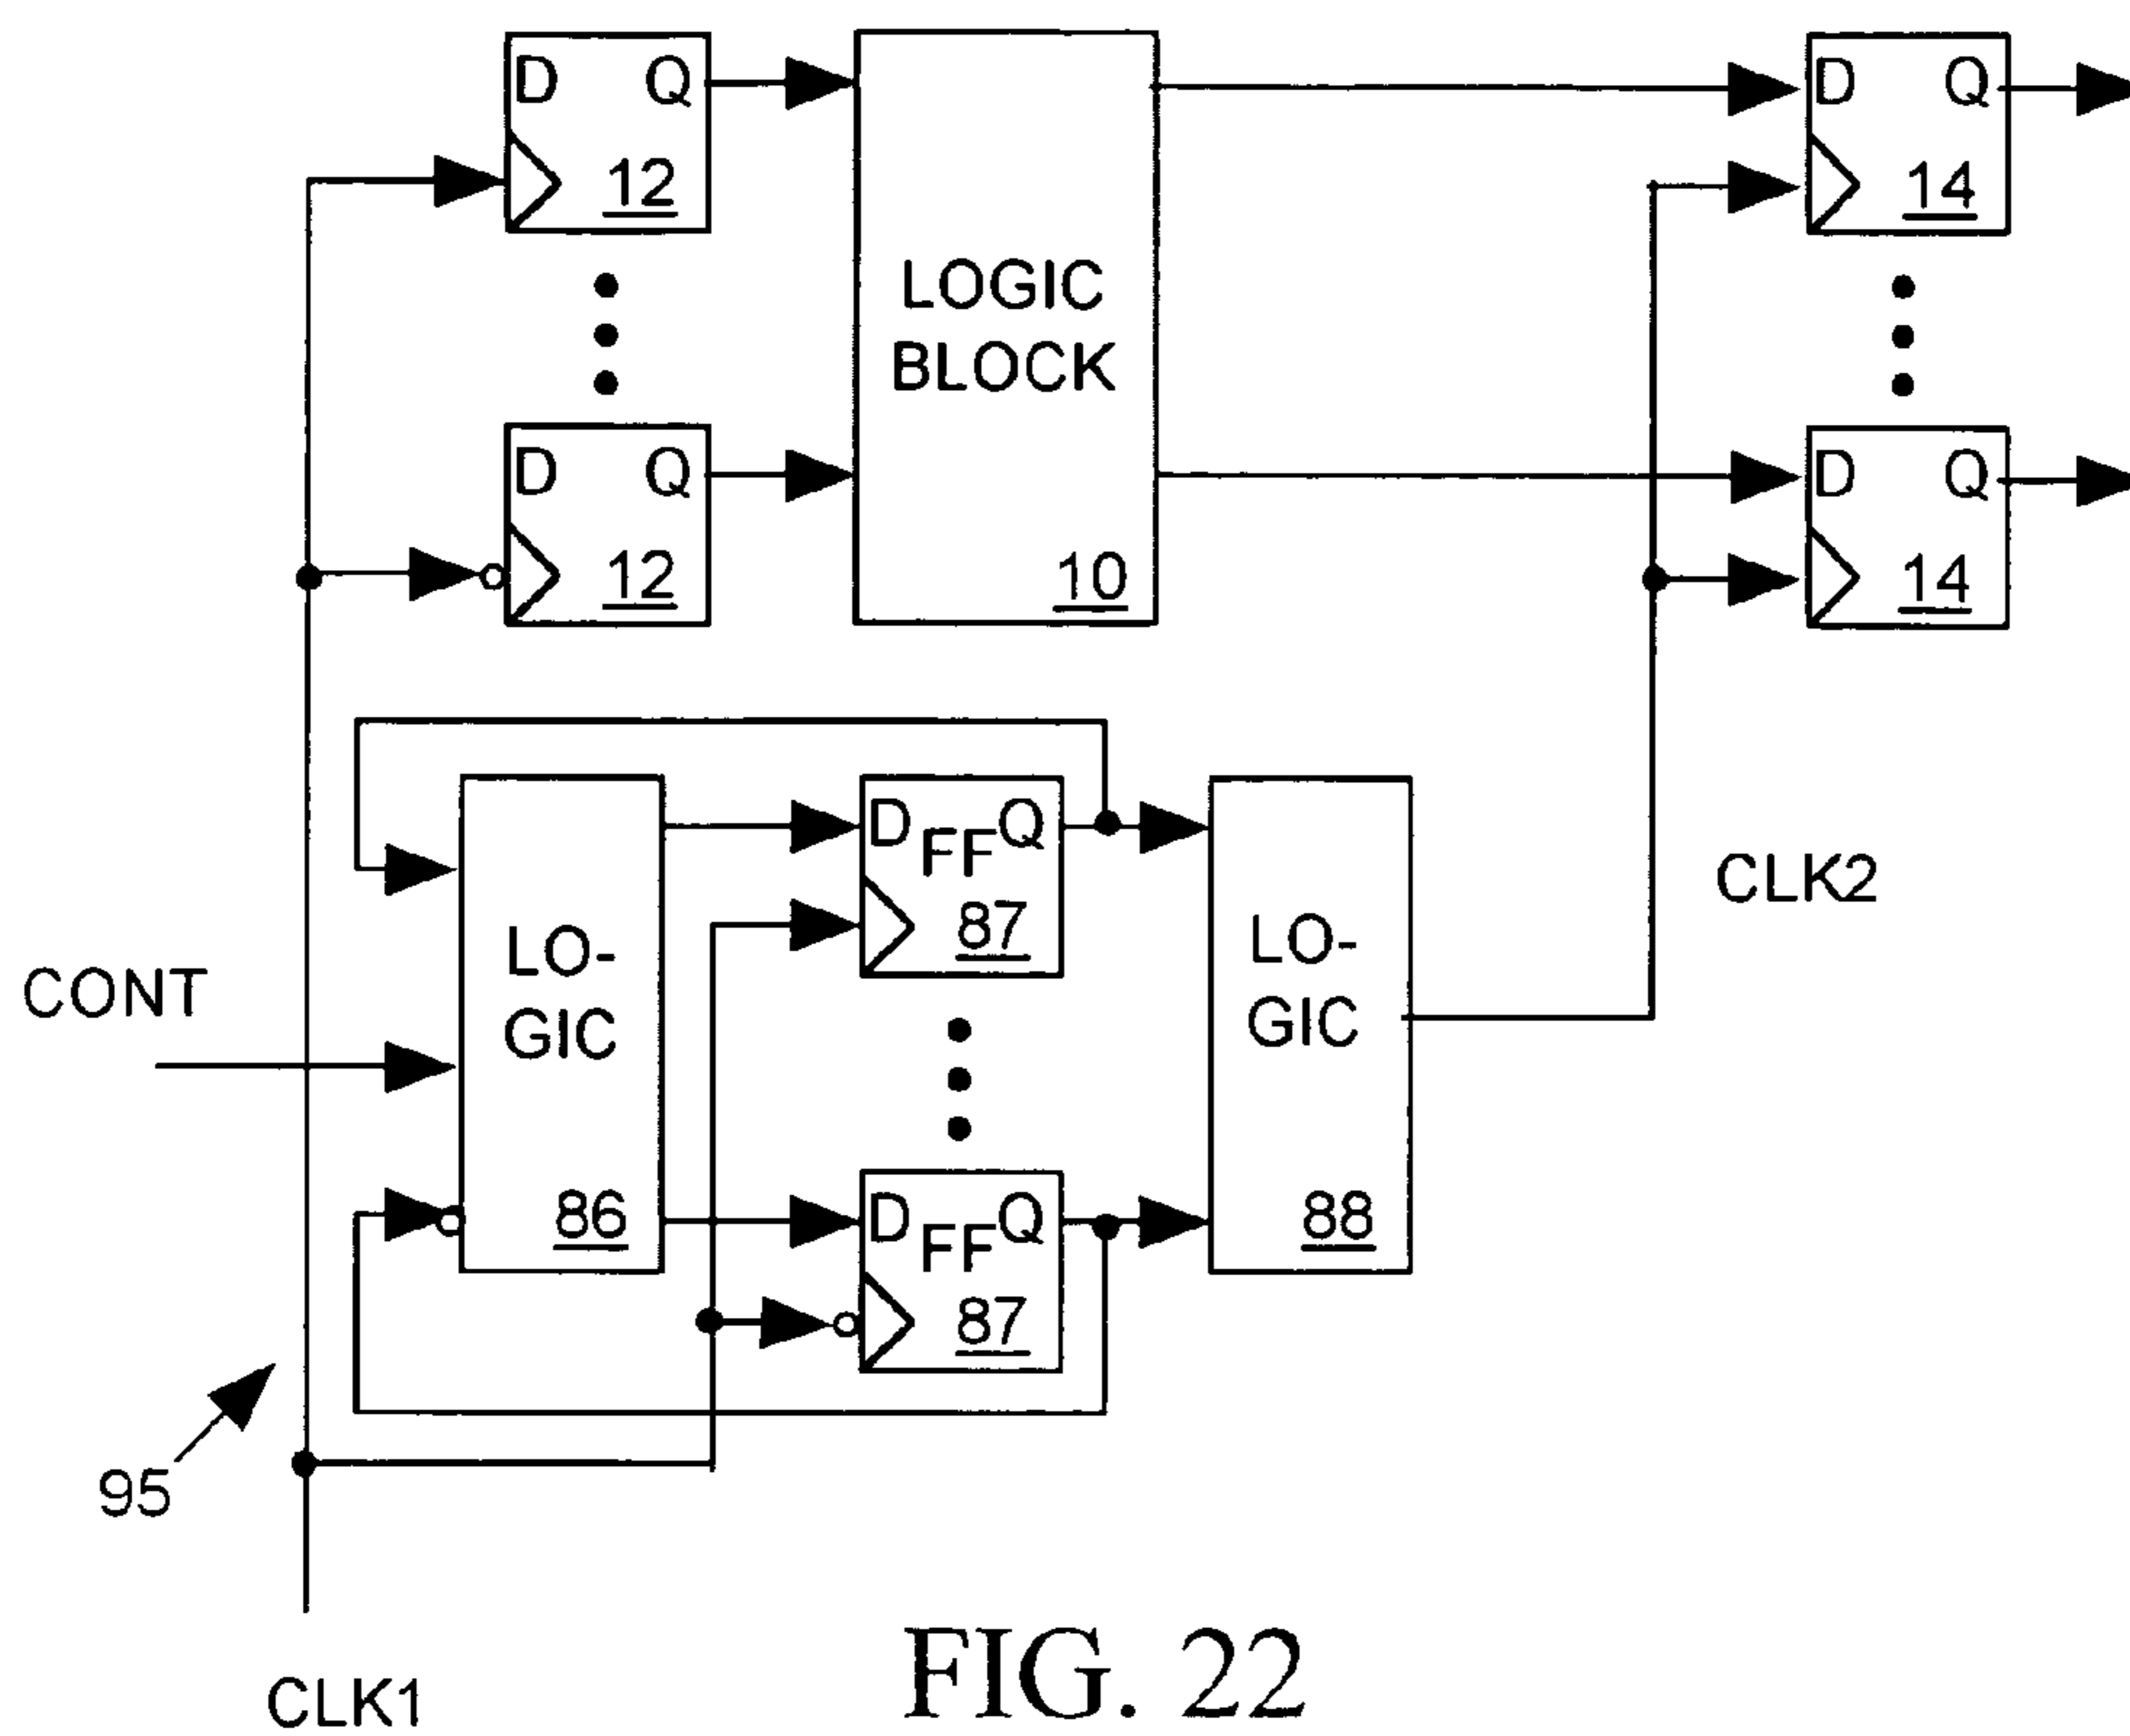 D Q
12
D Q
12
LOGIC
BLOCK
10
D Q
14
D Q
14
CONT
LO-
GIC
86
D FF Q
87
D FF Q
87
LO-
GIC
88
CLK2
95
CLK1
FIG. 22